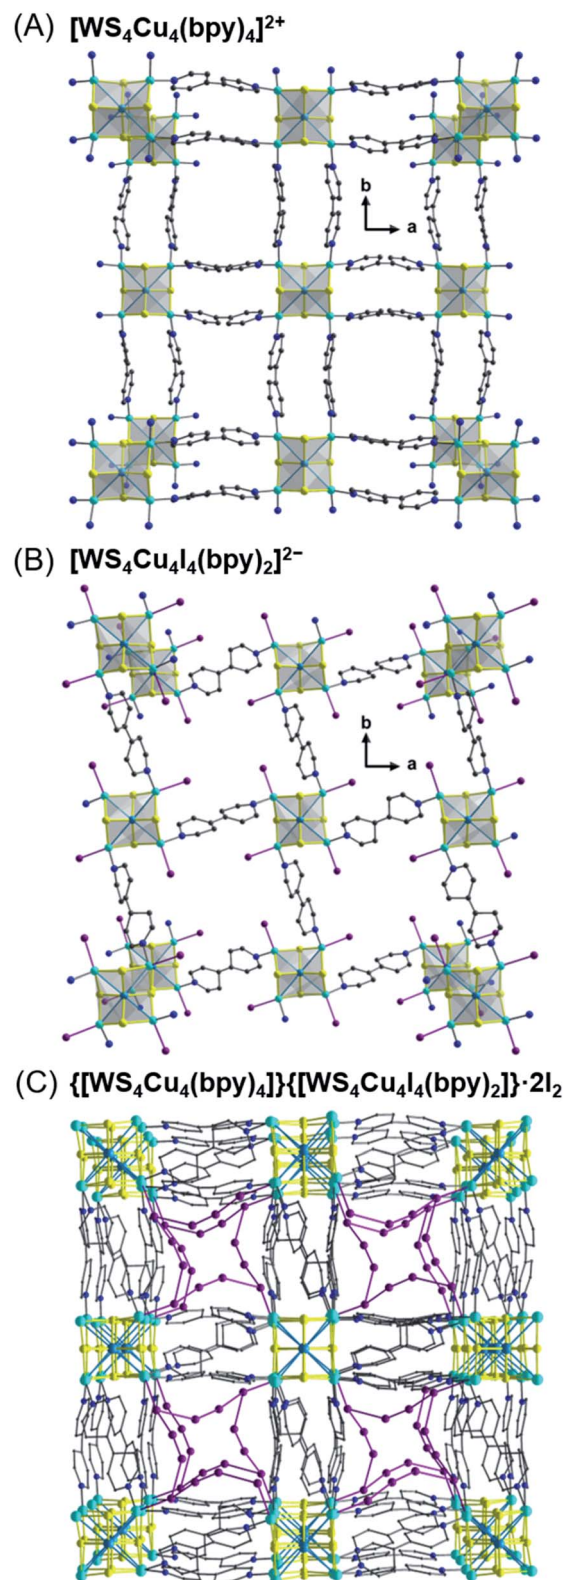 (A) [WS₄Cu₄(bpy)₄]²⁺
b
a
(B) [WS₄Cu₄I₄(bpy)₂]²⁻
b
a
(C) {[WS₄Cu₄(bpy)₄]}{[WS₄Cu₄I₄(bpy)₂]}·2I₂